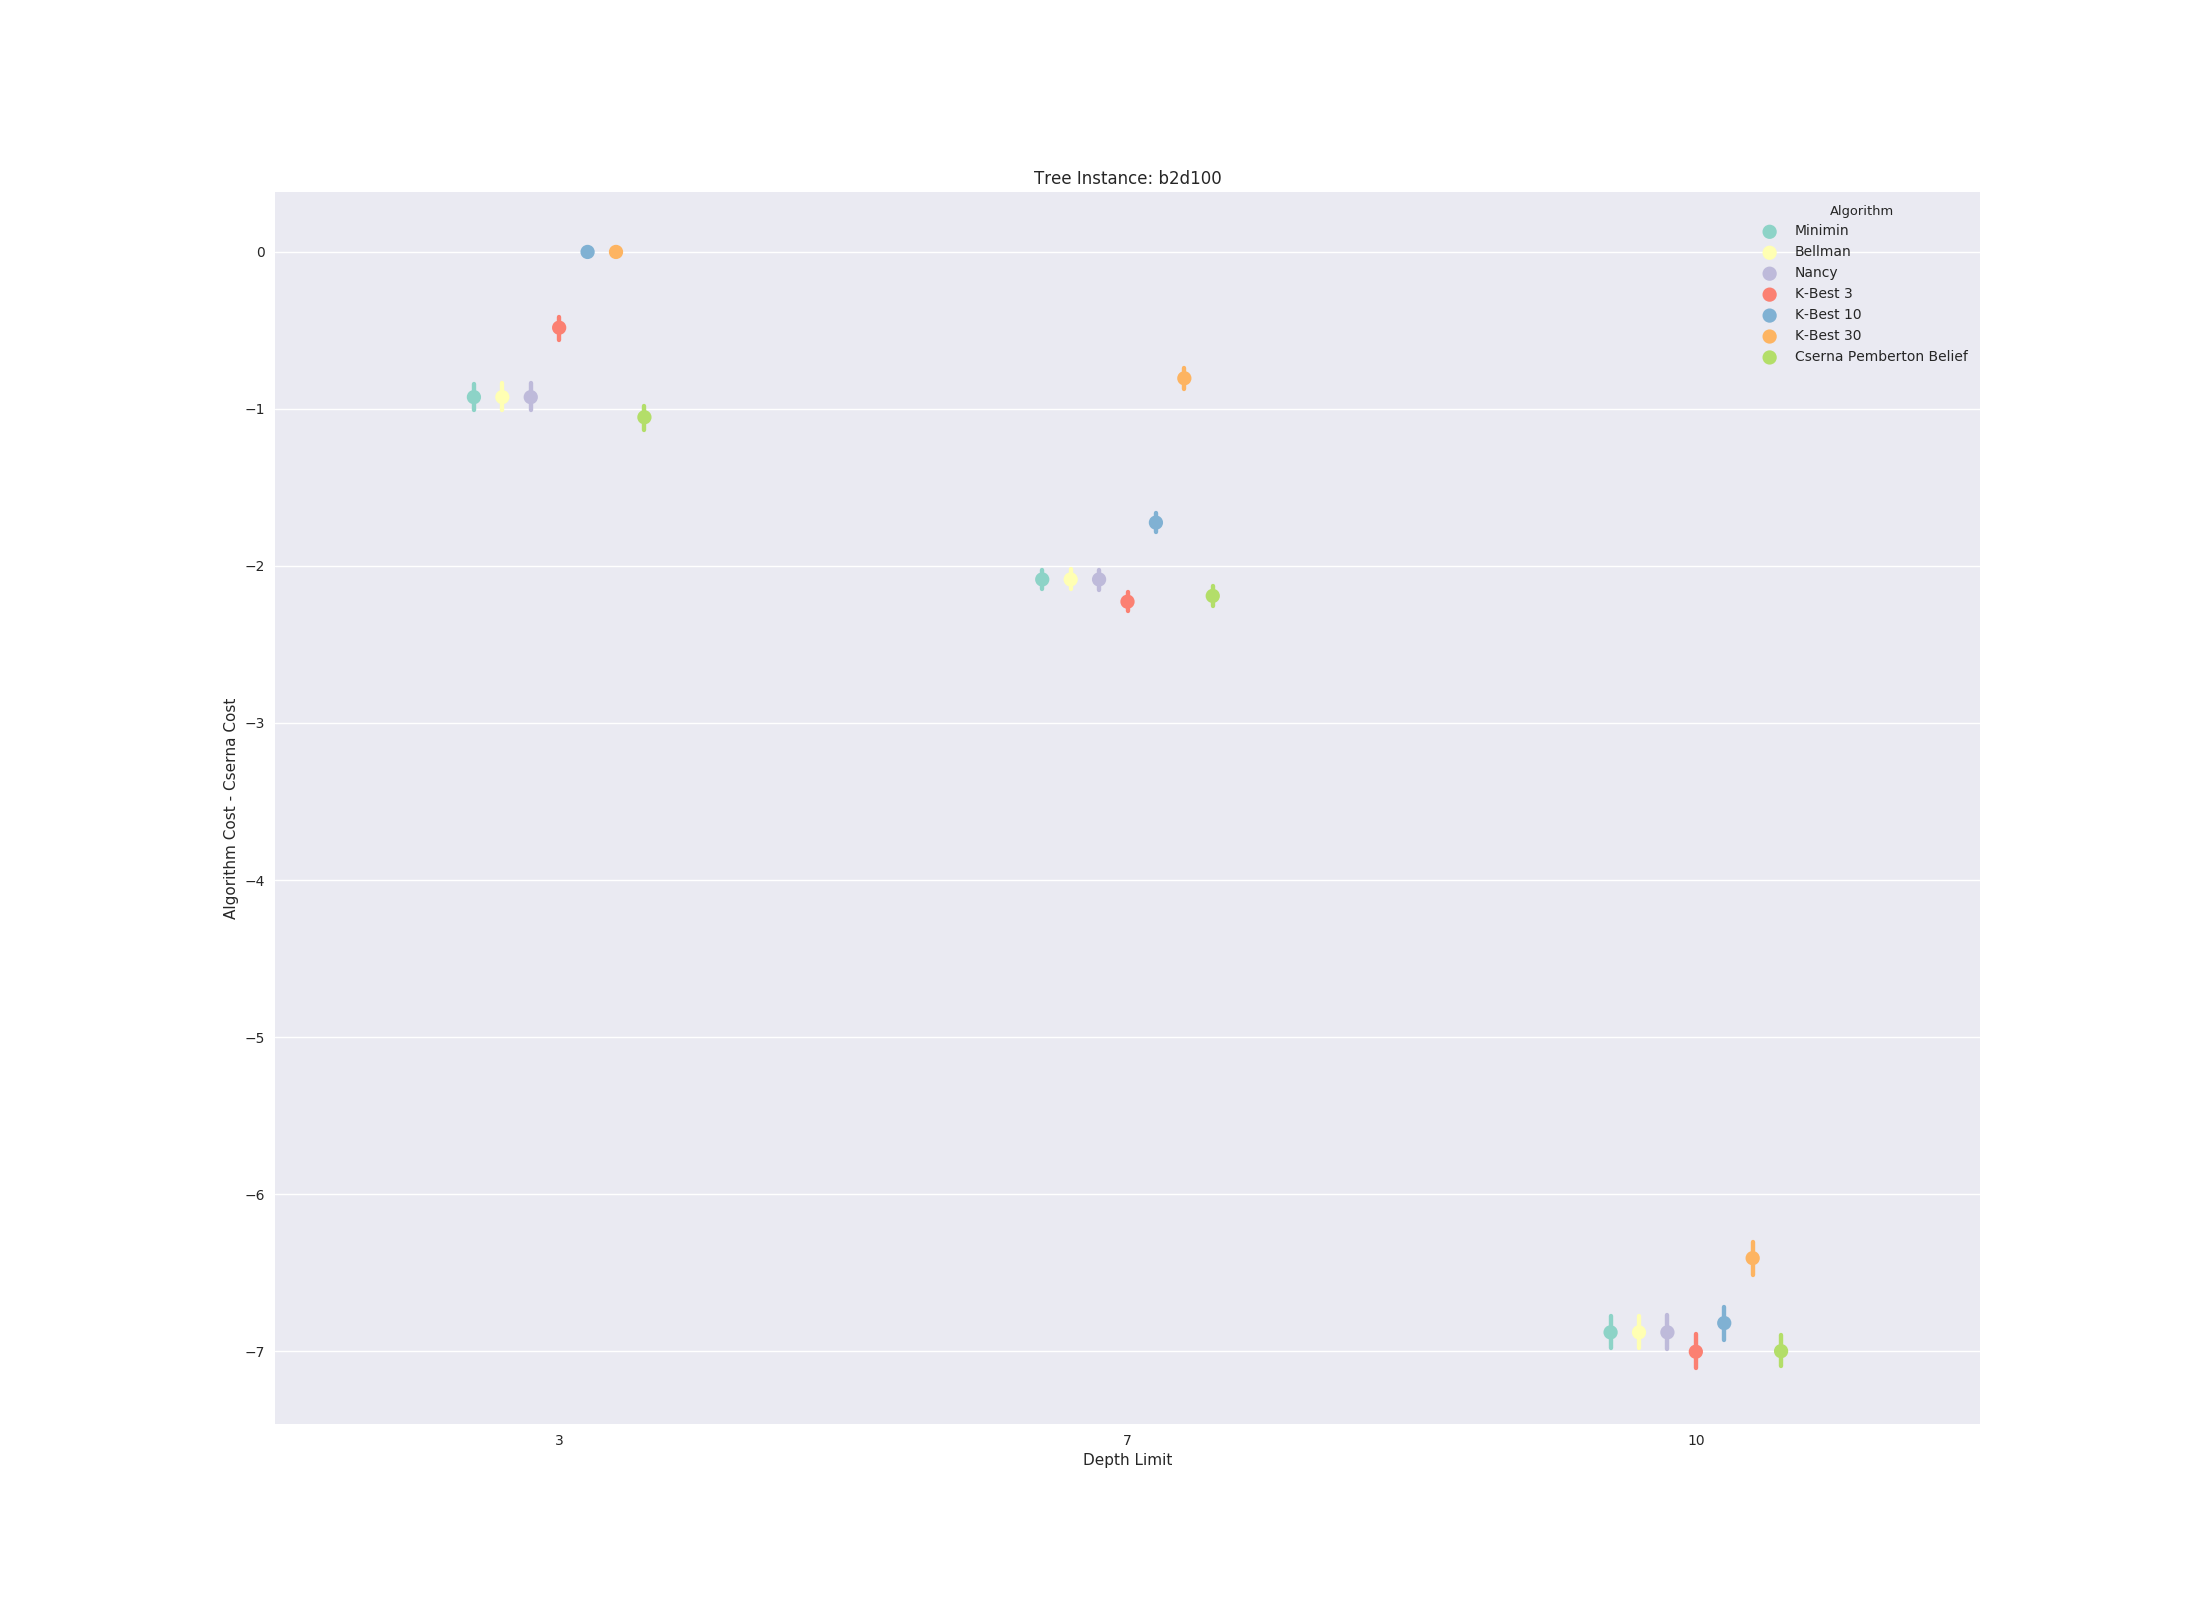 Tree Instance: b2d100
Algorithm
Minimin
Bellman
Nancy
K-Best 3
K-Best 10
K-Best 30
Cserna Pemberton Belief
0
−1
−2
−3
−4
−5
−6
−7
Algorithm Cost - Cserna Cost
3
7
10
Depth Limit